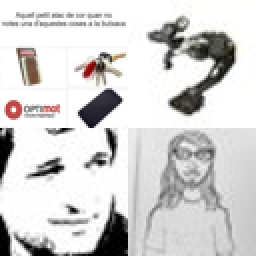 Aquell petit atac de cor quan no
notes una d'aquestes coses a la butxaca
OPTIMOT